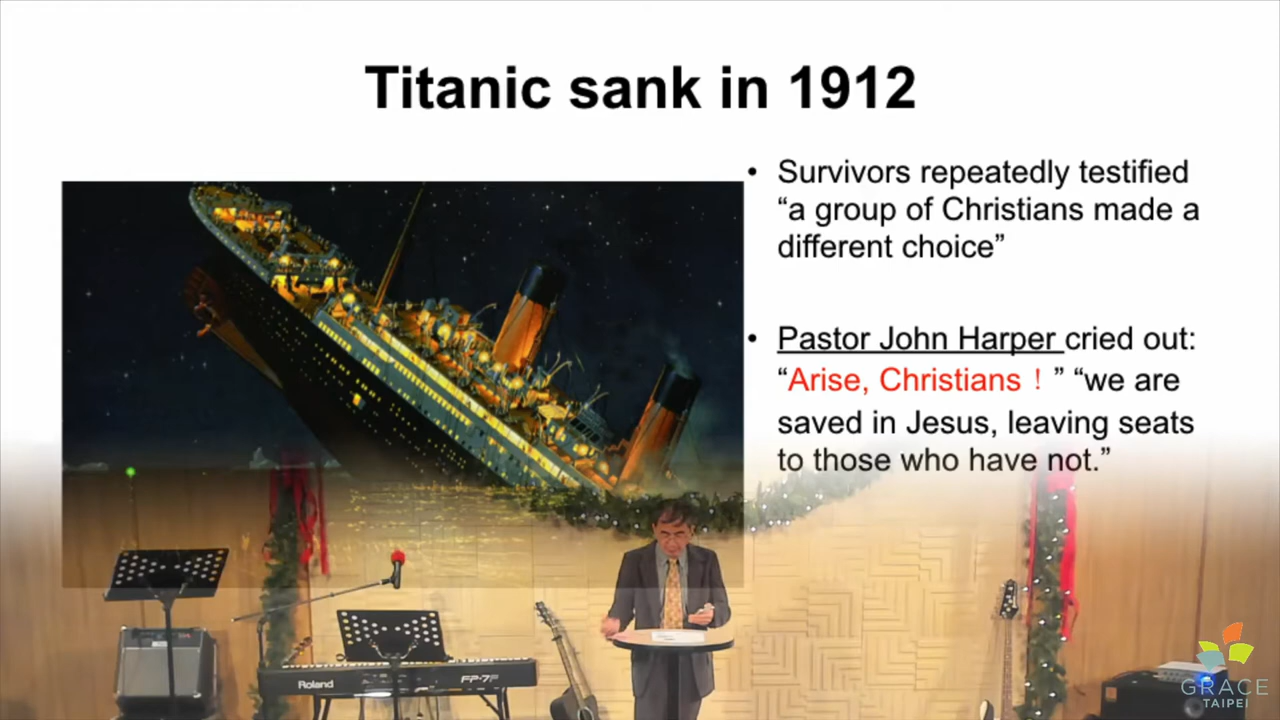 Titanic sank in 1912
• Survivors repeatedly testified
“a group of Christians made a
different choice”
• Pastor John Harper cried out:
“Arise, Christians！” “we are
saved in Jesus, leaving seats
to those who have not.”
Roland
FP-7F
GRACE
TAIPEI